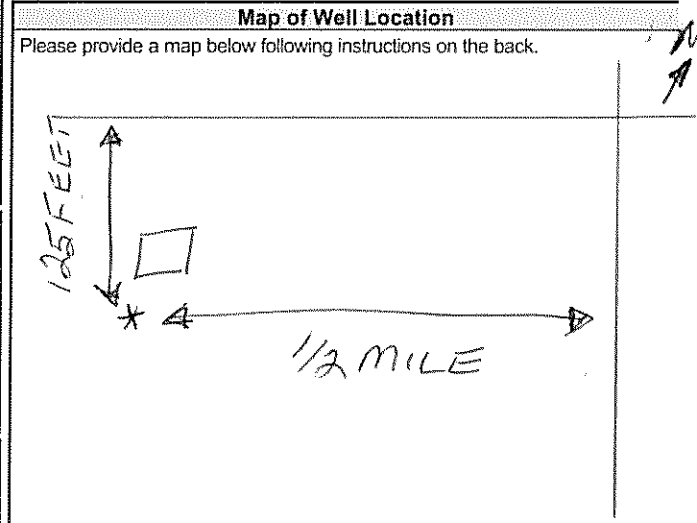 Map of Well Location
Please provide a map below following instructions on the back.
N
125 FEET
*
1/2 MILE